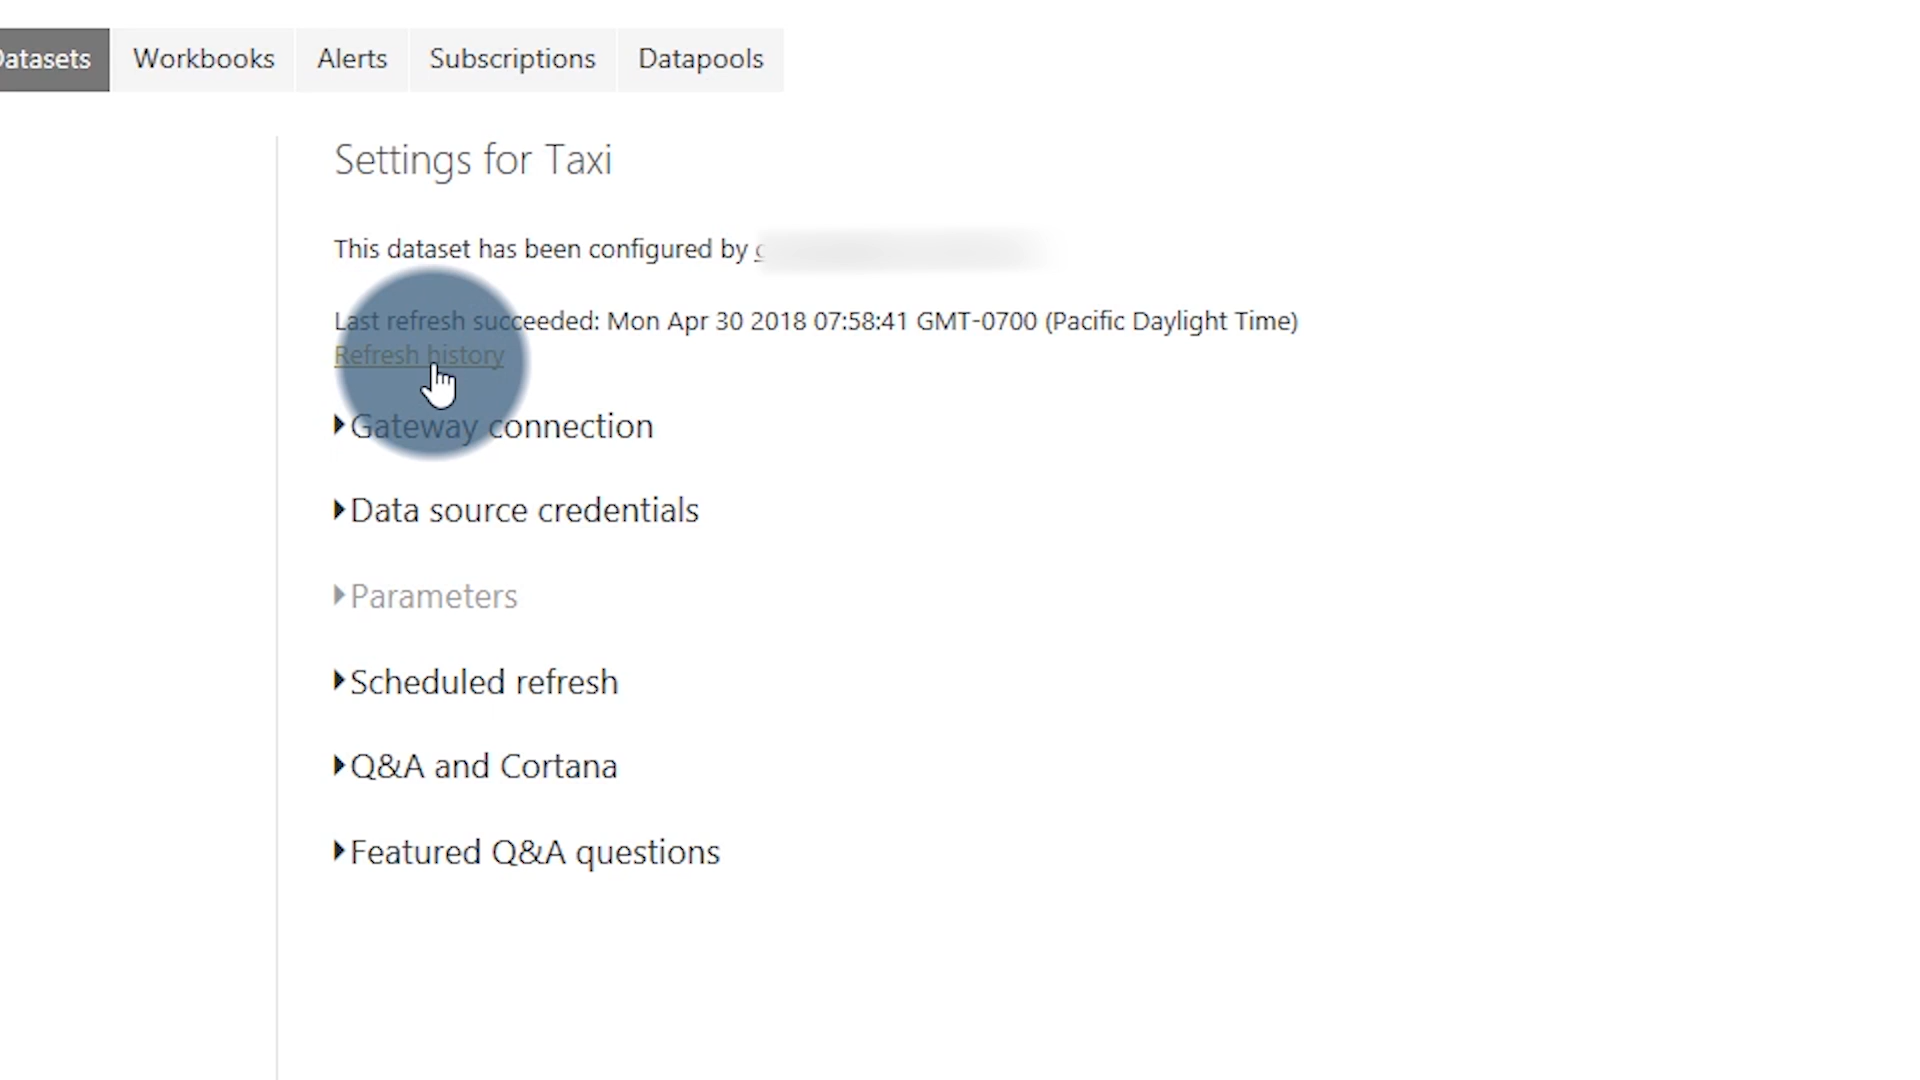 Datasets Workbooks Alerts Subscriptions Datapools
Settings for Taxi
This dataset has been configured by
Last refresh succeeded: Mon Apr 30 2018 07:58:41 GMT-0700 (Pacific Daylight Time)
Refresh history
Gateway connection
Data source credentials
Parameters
Scheduled refresh
Q&A and Cortana
Featured Q&A questions